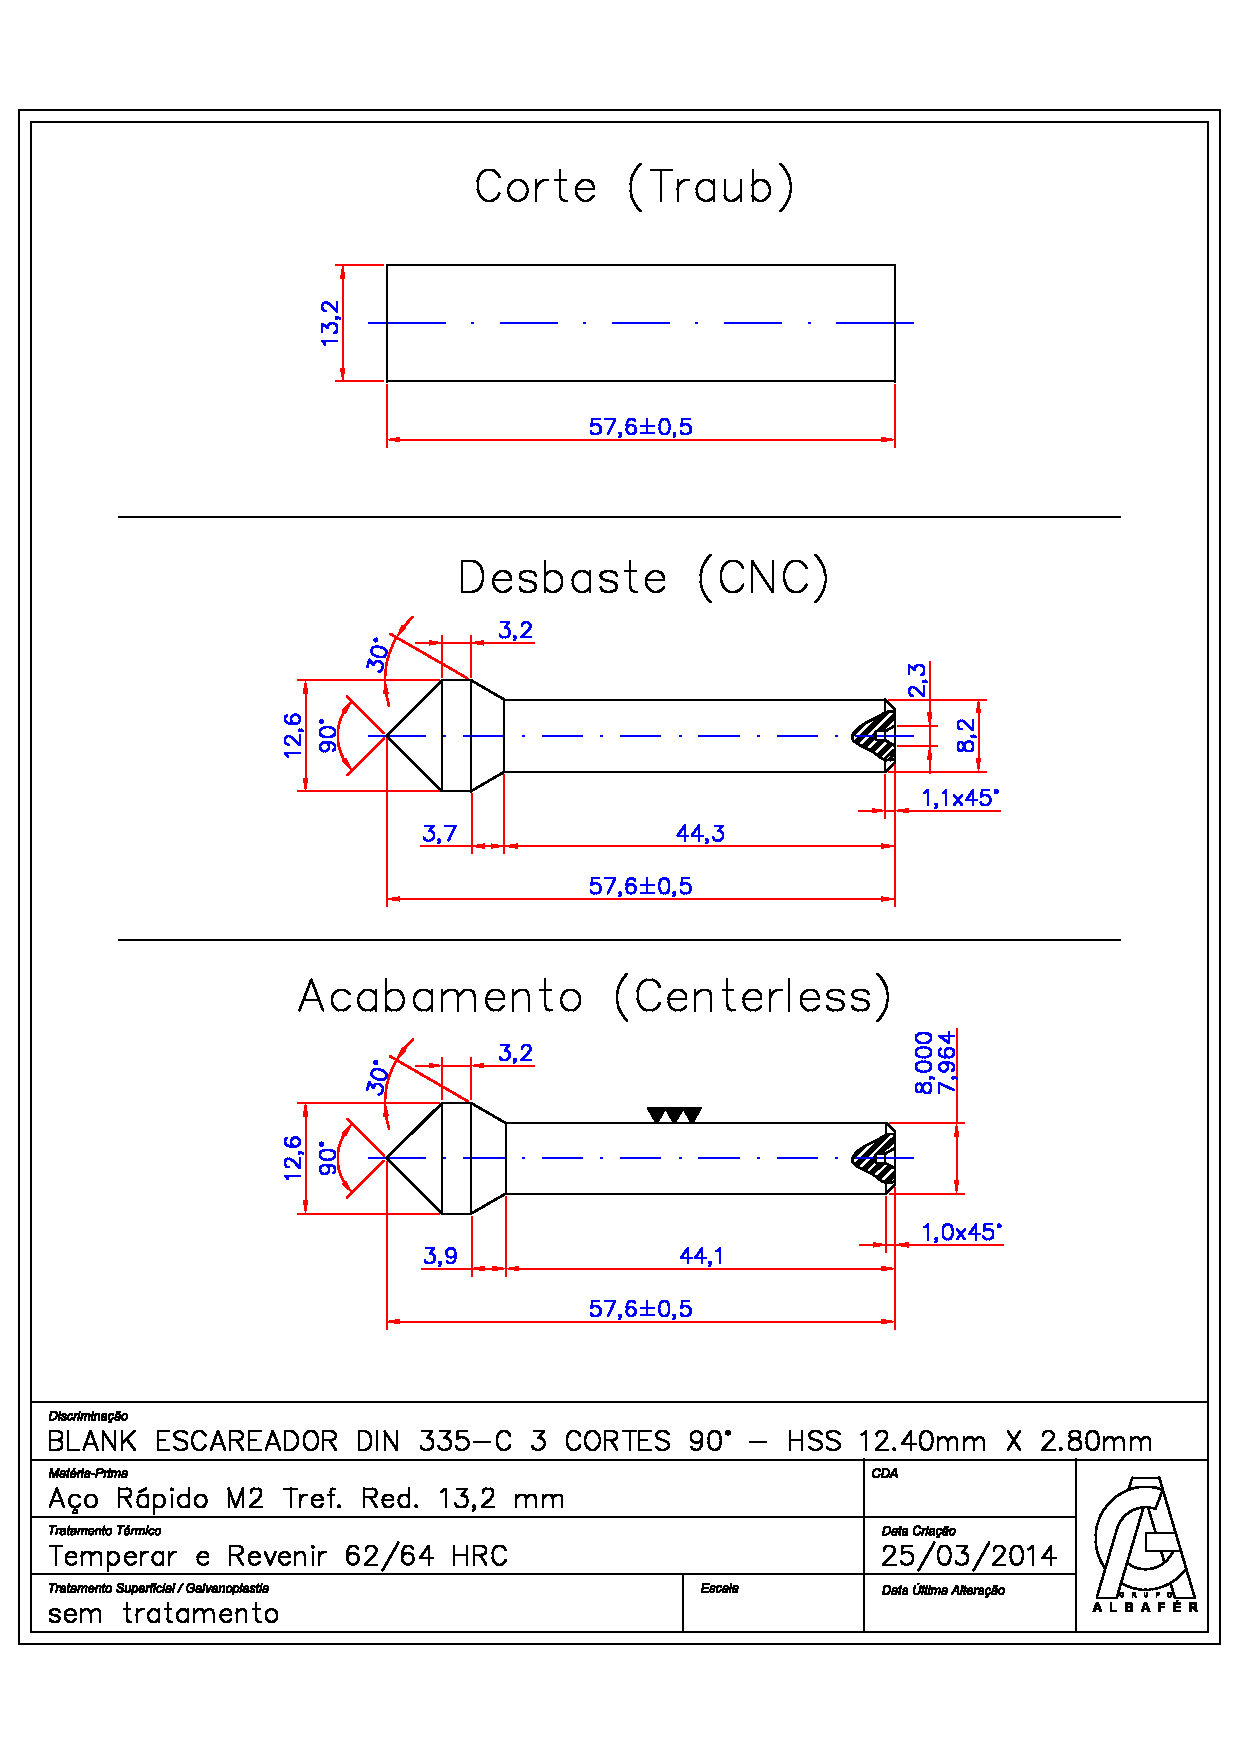 Corte (Traub)
13,2
57,6±0,5
Desbaste (CNC)
3,2
30°
2,3
12,6
90°
8,2
1,1x45°
3,7
44,3
57,6±0,5
Acabamento (Centerless)
8,000
7,964
3,2
30°
12,6
90°
1,0x45°
3,9
44,1
57,6±0,5
Discriminação
BLANK ESCAREADOR DIN 335-C 3 CORTES 90° - HSS 12.40mm X 2.80mm
Matéria-Prima
CDA
Aço Rápido M2 Tref. Red. 13,2 mm
Tratamento Térmico
Data Criação
Temperar e Revenir 62/64 HRC
25/03/2014
Tratamento Superficial / Galvanoplastia
Escala
Data Última Alteração
sem tratamento
GRUPO
ALBAFÉR